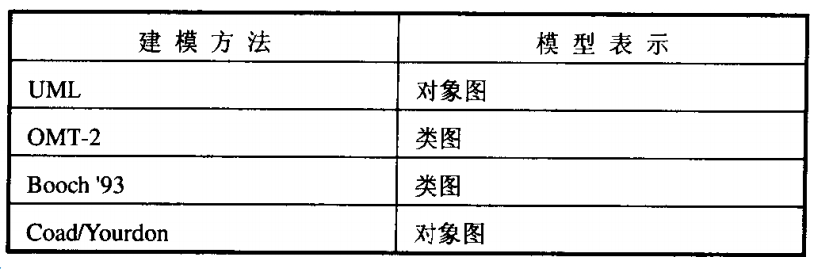 建模方法 模型表示
UML 对象图
OMT-2 类图
Booch '93 类图
Coad/Yourdon 对象图